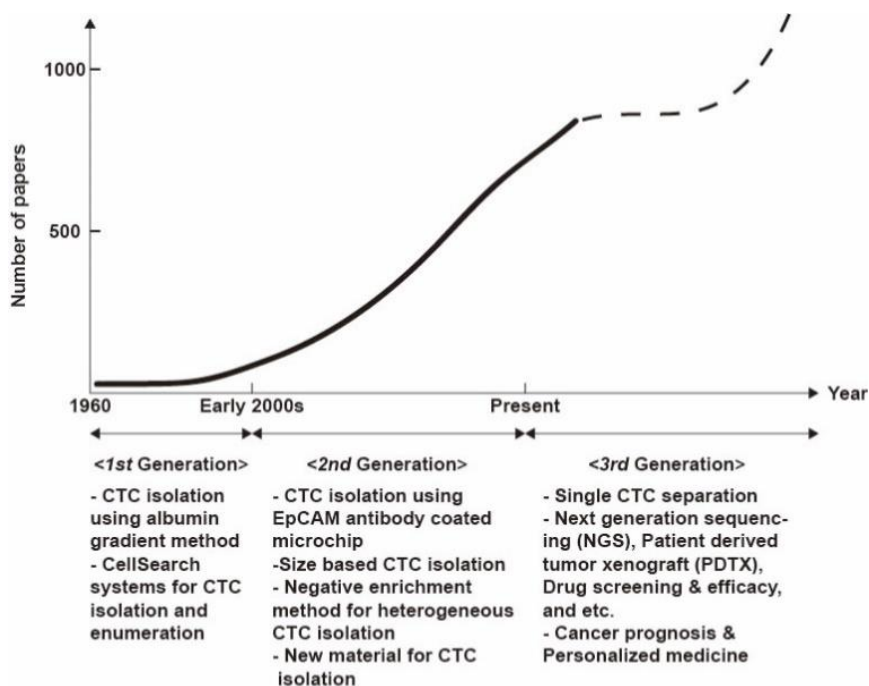 1000
500
Number of papers
1960
Early 2000s
Present
Year
<1st Generation>
- CTC isolation
using albumin
gradient method
- CellSearch
systems for CTC
isolation and
enumeration
<2nd Generation>
- CTC isolation using
EpCAM antibody coated
microchip
-Size based CTC isolation
- Negative enrichment
method for heterogeneous
CTC isolation
- New material for CTC
isolation
<3rd Generation>
- Single CTC separation
- Next generation sequenc-
ing (NGS), Patient derived
tumor xenograft (PDTX),
Drug screening & efficacy,
and etc.
- Cancer prognosis &
Personalized medicine